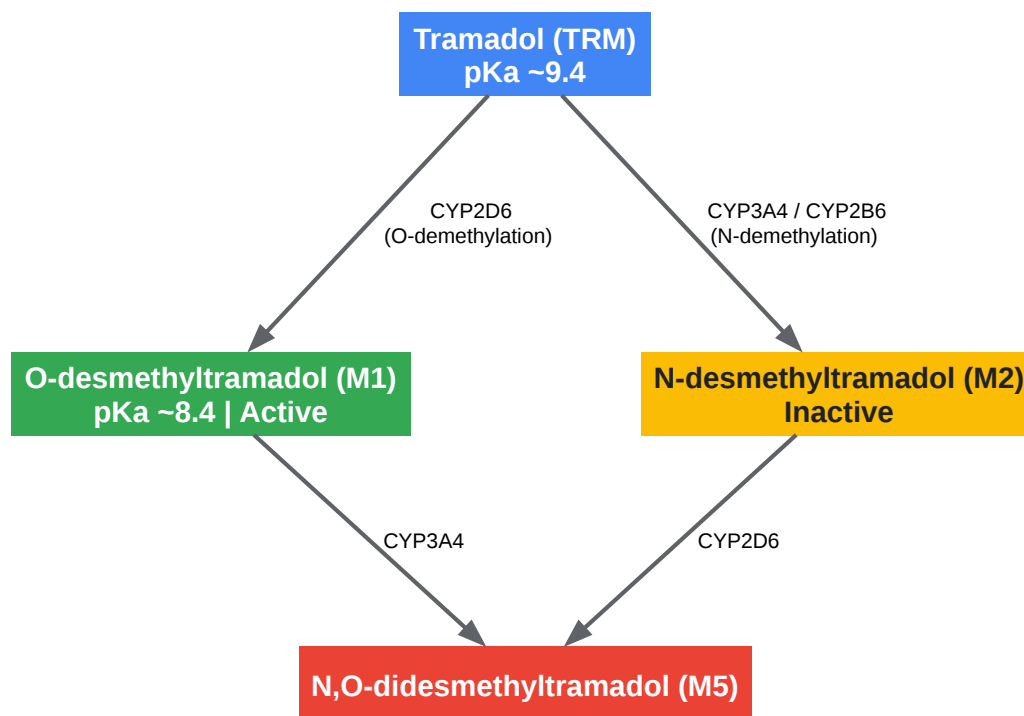 Tramadol (TRM)
pKa ~9.4
CYP2D6
(O-demethylation)
CYP3A4 / CYP2B6
(N-demethylation)
O-desmethyltramadol (M1)
pKa ~8.4 | Active
N-desmethyltramadol (M2)
Inactive
CYP3A4
CYP2D6
N,O-didesmethyltramadol (M5)